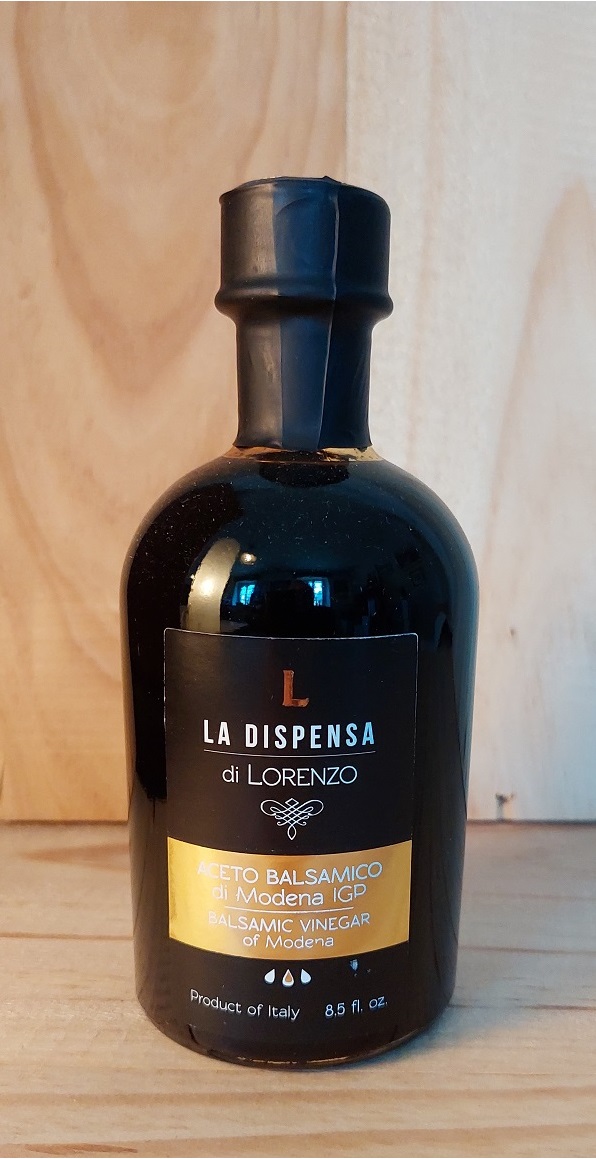 L
LA DISPENSA
di LORENZO
ACETO BALSAMICO
di Modena IGP
BALSAMIC VINEGAR
of Modena
Product of Italy 8.5 fl. oz.